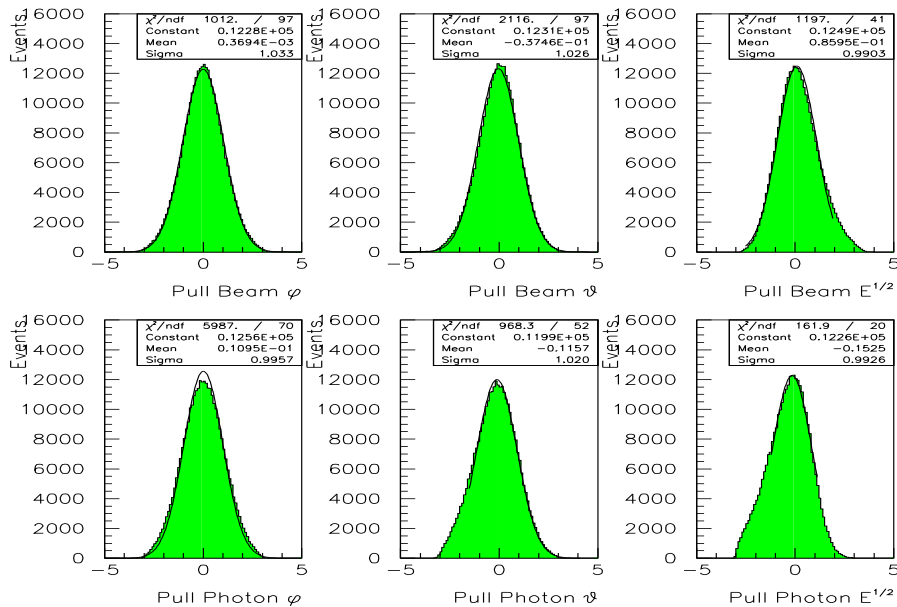 χ²/ndf 1012. / 97
Constant 0.1228E+05
Mean 0.3694E-03
Sigma 1.033
Events
16000
14000
12000
10000
8000
6000
4000
2000
0
-5 0 5
Pull Beam φ
χ²/ndf 2116. / 97
Constant 0.1231E+05
Mean -0.3746E-01
Sigma 1.026
Events
16000
14000
12000
10000
8000
6000
4000
2000
0
-5 0 5
Pull Beam ϑ
χ²/ndf 1197. / 41
Constant 0.1249E+05
Mean 0.8595E-01
Sigma 0.9903
Events
16000
14000
12000
10000
8000
6000
4000
2000
0
-5 0 5
Pull Beam E^1/2
χ²/ndf 5987. / 70
Constant 0.1256E+05
Mean 0.1095E-01
Sigma 0.9957
Events
16000
14000
12000
10000
8000
6000
4000
2000
0
-5 0 5
Pull Photon φ
χ²/ndf 968.3 / 52
Constant 0.1199E+05
Mean -0.1157
Sigma 1.020
Events
16000
14000
12000
10000
8000
6000
4000
2000
0
-5 0 5
Pull Photon ϑ
χ²/ndf 161.9 / 20
Constant 0.1226E+05
Mean -0.1525
Sigma 0.9926
Events
16000
14000
12000
10000
8000
6000
4000
2000
0
-5 0 5
Pull Photon E^1/2